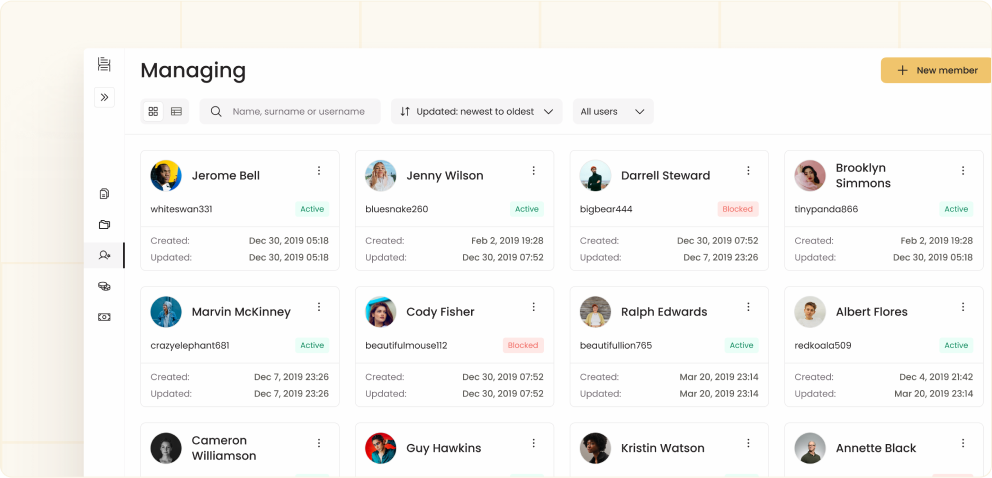 Managing
New member
Name, surname or username
Updated: newest to oldest
All users
Jerome Bell
whiteswan331
Active
Created: Dec 30, 2019 05:18
Updated: Dec 30, 2019 05:18
Jenny Wilson
bluesnake260
Active
Created: Feb 2, 2019 19:28
Updated: Dec 30, 2019 07:52
Darrell Steward
bigbear444
Blocked
Created: Dec 30, 2019 07:52
Updated: Dec 7, 2019 23:26
Brooklyn
Simmons
tinypanda866
Active
Created: Feb 2, 2019 19:28
Updated: Dec 30, 2019 05:18
Marvin McKinney
crazyelephant681
Active
Created: Dec 7, 2019 23:26
Updated: Dec 7, 2019 23:26
Cody Fisher
beautifulmouse112
Blocked
Created: Dec 30, 2019 07:52
Updated: Dec 30, 2019 07:52
Ralph Edwards
beautifullion765
Active
Created: Mar 20, 2019 23:14
Updated: Mar 20, 2019 23:14
Albert Flores
redkoala509
Active
Created: Dec 4, 2019 21:42
Updated: Mar 20, 2019 23:14
Cameron
Williamson
Guy Hawkins
Kristin Watson
Annette Black